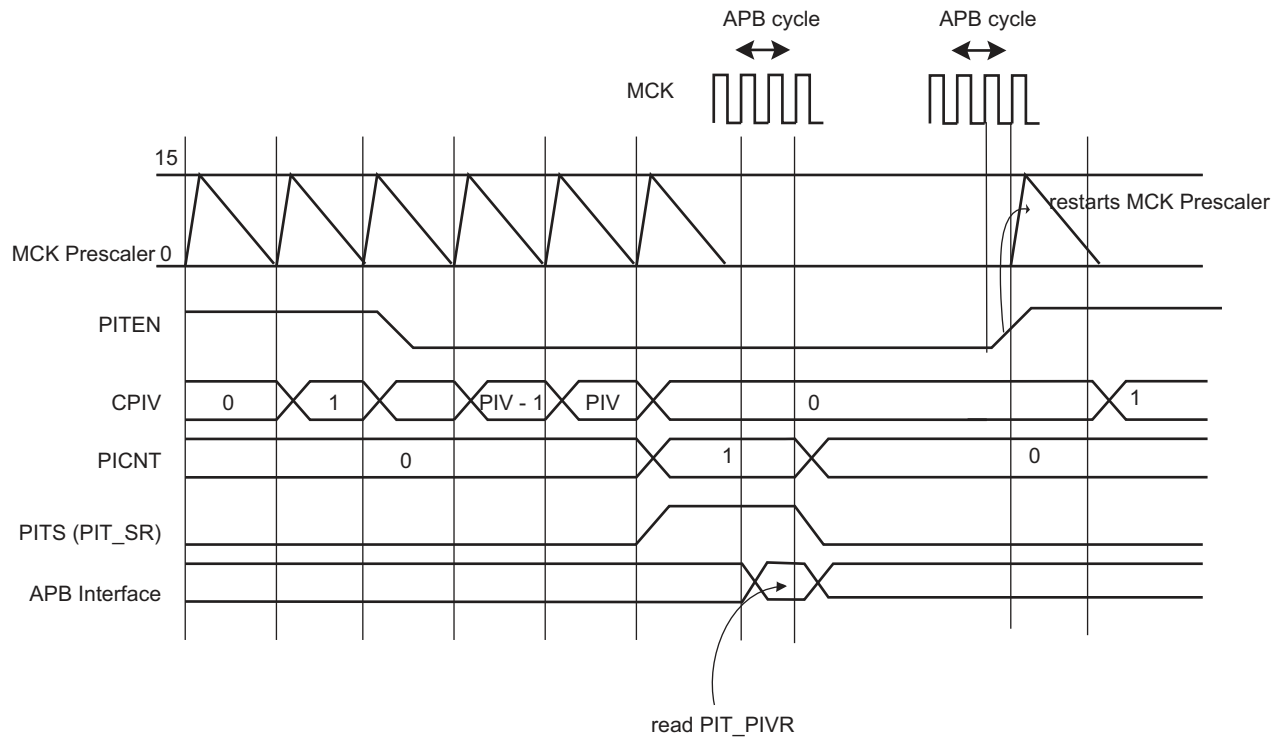 APB cycle
APB cycle
MCK
15
restarts MCK Prescaler
MCK Prescaler 0
PITEN
CPIV 0 1 PIV - 1 PIV 0 1
PICNT 0 1 0
PITS (PIT_SR)
APB Interface
read PIT_PIVR